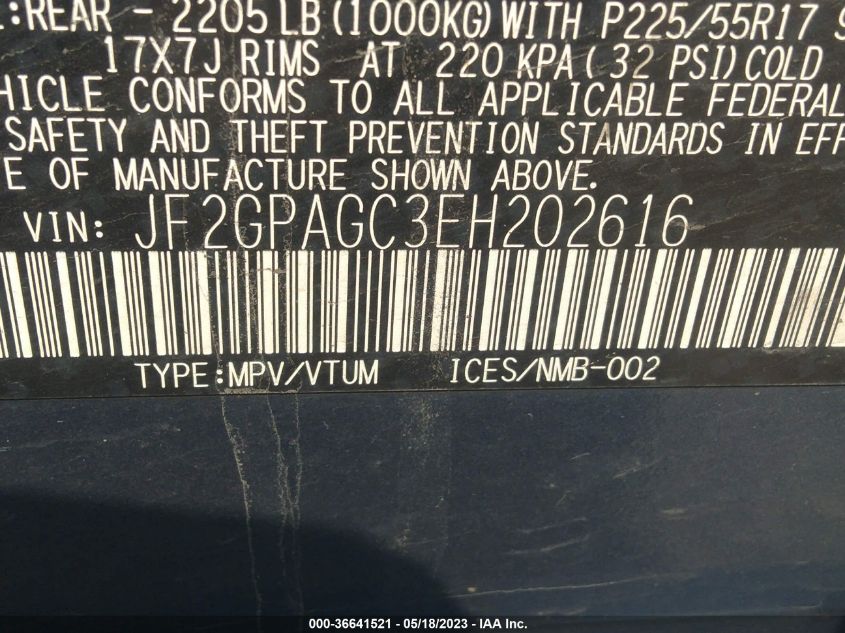 :REAR - 2205 LB (1000KG) WITH P225/55R17
17X7J RIMS AT 220 KPA ( 32 PSI) COLD
HICLE CONFORMS TO ALL APPLICABLE FEDERAL
SAFETY AND THEFT PREVENTION STANDARDS IN EFF
E OF MANUFACTURE SHOWN ABOVE.
VIN: JF2GPAGC3EH202616
TYPE:MPV/VTUM ICES/NMB-002
000-36641521 - 05/18/2023 - IAA Inc.